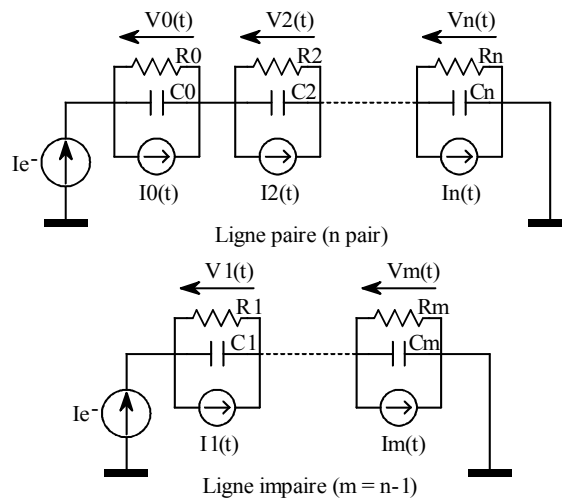 V0(t) V2(t) Vn(t)
R0 R2 Rn
C0 C2 Cn
Ie-
I0(t) I2(t) In(t)
Ligne paire (n pair)
V1(t) Vm(t)
R1 Rm
C1 Cm
Ie-
I1(t) Im(t)
Ligne impaire (m = n-1)